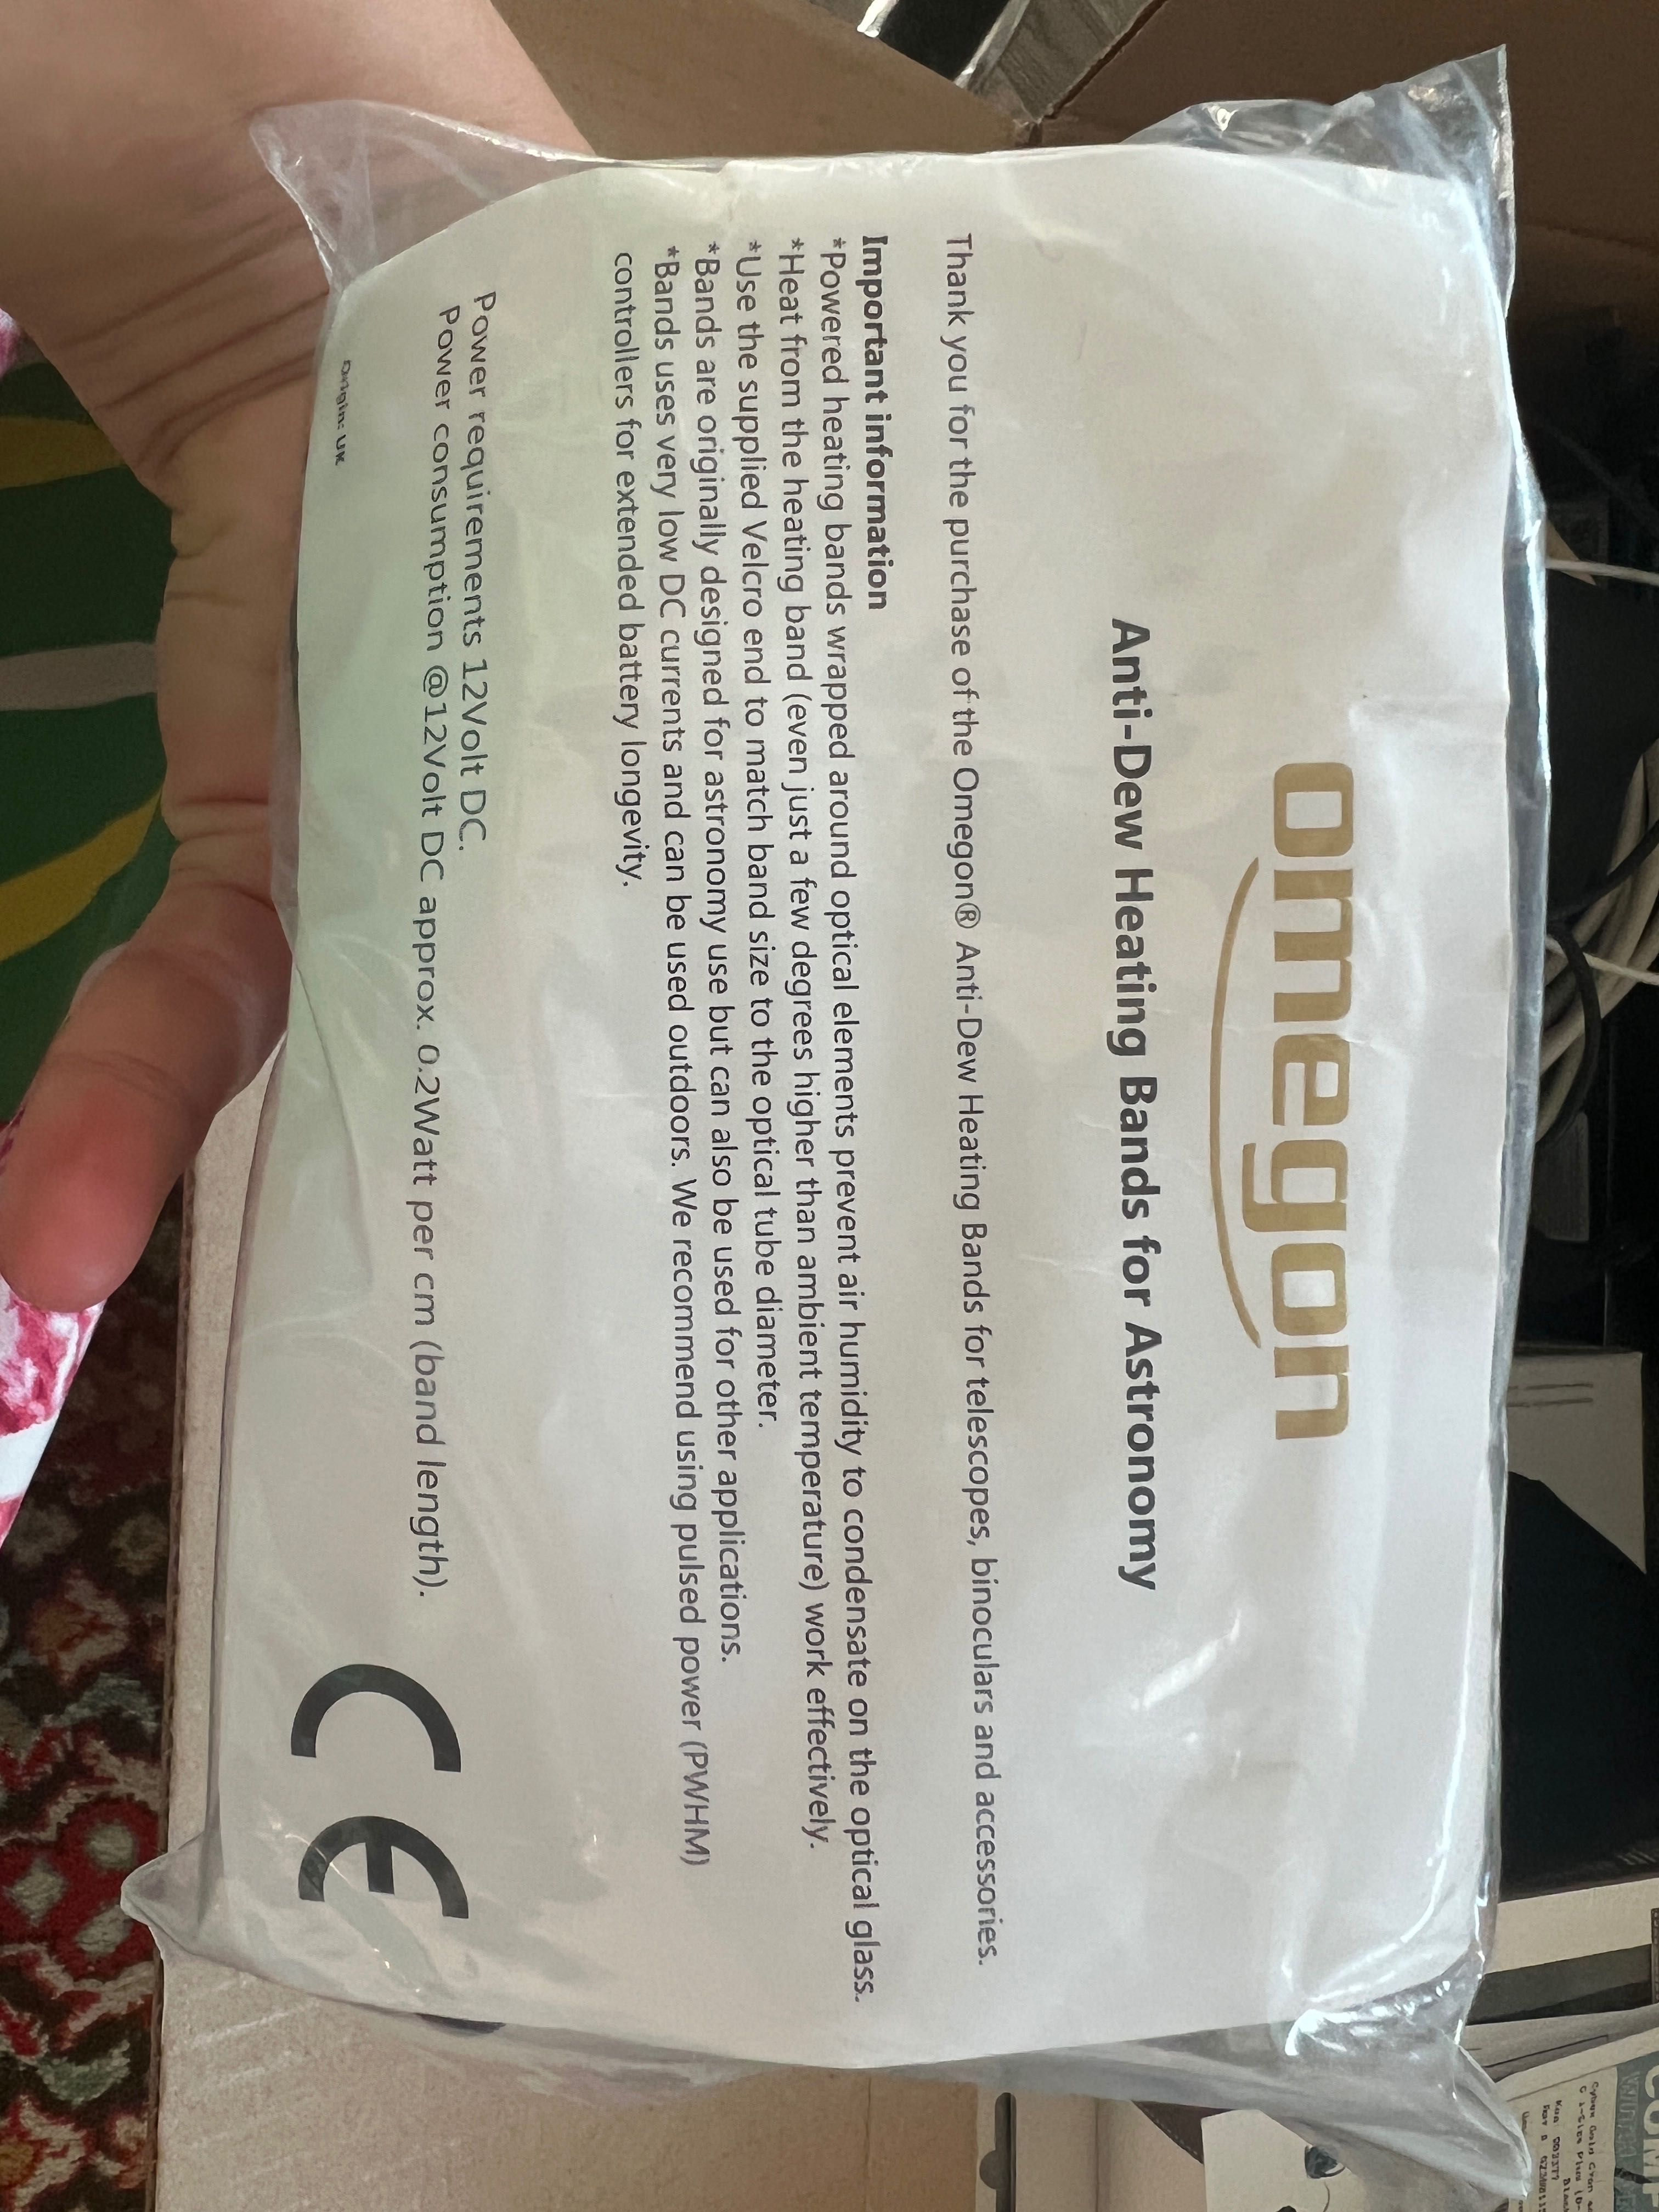 omegon
Anti-Dew Heating Bands for Astronomy
Thank you for the purchase of the Omegon® Anti-Dew Heating Bands for telescopes, binoculars and accessories.
Important information
*Powered heating bands wrapped around optical elements prevent air humidity to condensate on the optical glass.
*Heat from the heating band (even just a few degrees higher than ambient temperature) work effectively.
*Use the supplied Velcro end to match band size to the optical tube diameter.
*Bands are originally designed for astronomy use but can also be used for other applications.
*Bands uses very low DC currents and can be used outdoors. We recommend using pulsed power (PWHM)
controllers for extended battery longevity.
Power requirements 12Volt DC.
Power consumption @12Volt DC approx. 0.2Watt per cm (band length).
Origin: UK
CE